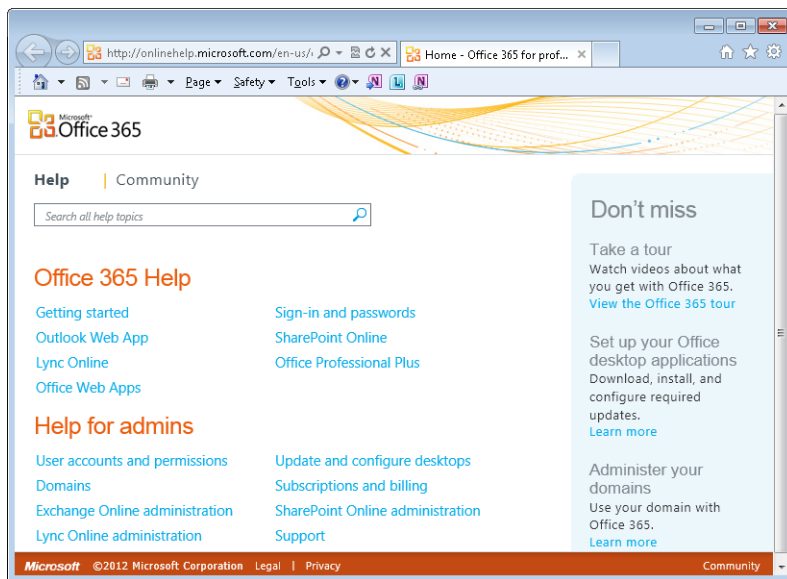 http://onlinehelp.microsoft.com/en-us/
Home - Office 365 for prof...
Page Safety Tools
Microsoft
Office 365
Help | Community
Search all help topics
Office 365 Help
Getting started
Sign-in and passwords
Outlook Web App
SharePoint Online
Lync Online
Office Professional Plus
Office Web Apps
Help for admins
User accounts and permissions
Update and configure desktops
Domains
Subscriptions and billing
Exchange Online administration
SharePoint Online administration
Lync Online administration
Support
Don't miss
Take a tour
Watch videos about what
you get with Office 365.
View the Office 365 tour
Set up your Office
desktop applications
Download, install, and
configure required
updates.
Learn more
Administer your
domains
Use your domain with
Office 365.
Learn more
Microsoft ©2012 Microsoft Corporation Legal | Privacy Community